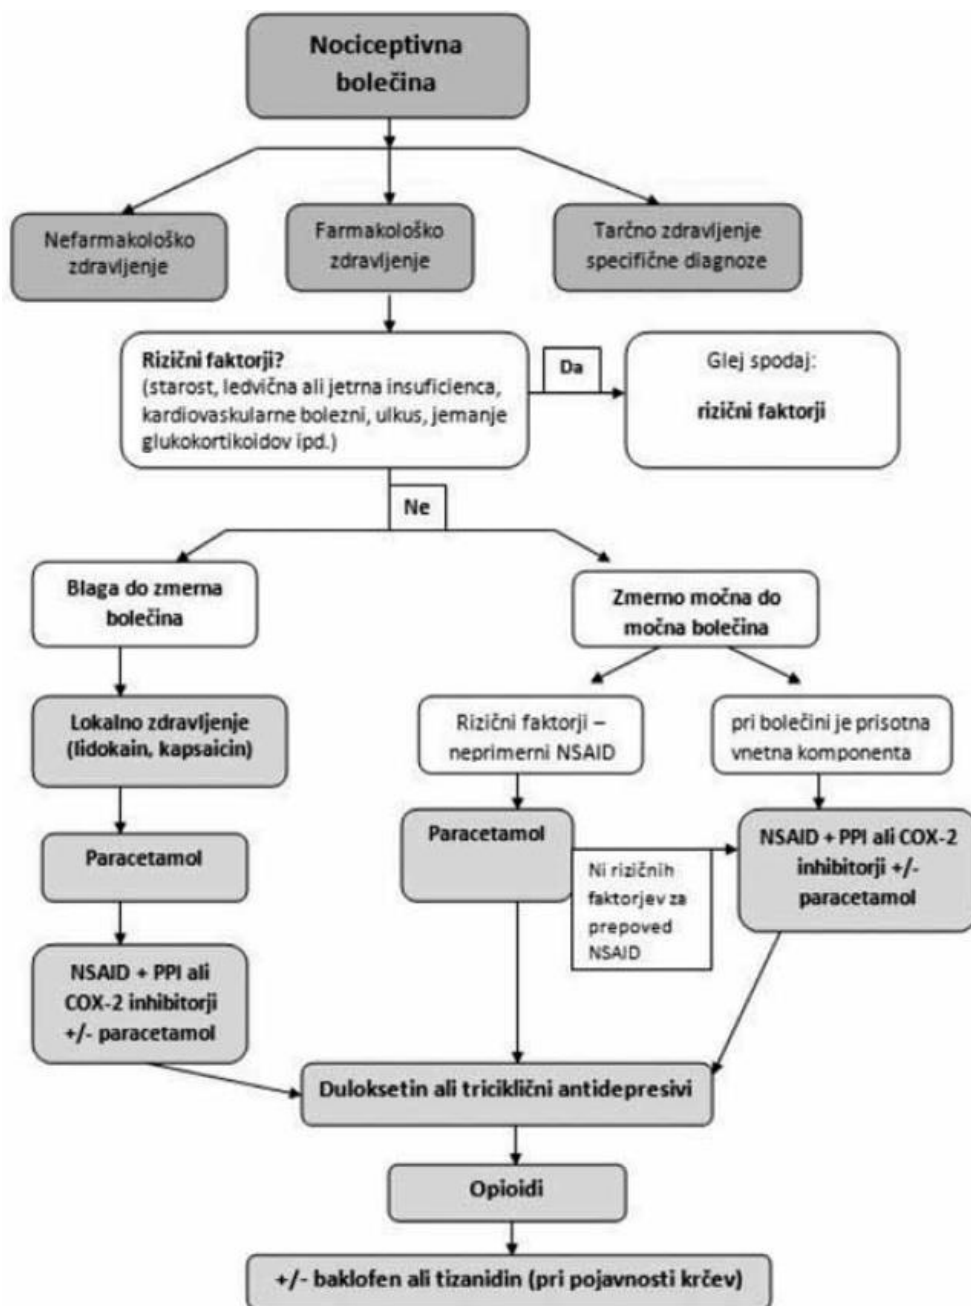 Nociceptivna
bolečina
Nefarmakološko
zdravljenje
Farmakološko
zdravljenje
Tarčno zdravljenje
specifične diagnoze
Rizični faktorji?
(starost, ledvična ali jetrna insuficienca,
kardiovaskularne bolezni, ulkus, jemanje
glukokortikoidov ipd.)
Da
Glej spodaj:
rizični faktorji
Ne
Blaga do zmerna
bolečina
Zmerno močna do
močna bolečina
Lokalno zdravljenje
(lidokain, kapsaicin)
Rizični faktorji –
neprimerni NSAID
pri bolečini je prisotna
vnetna komponenta
Paracetamol
Paracetamol
Ni rizičnih
faktorjev za
prepoved
NSAID
NSAID + PPI ali COX-2
inhibitorji +/-
paracetamol
NSAID + PPI ali
COX-2 inhibitorji
+/- paracetamol
Duloksetin ali triciklični antidepresivi
Opioidi
+/- baklofen ali tizanidin (pri pojavnosti krčev)